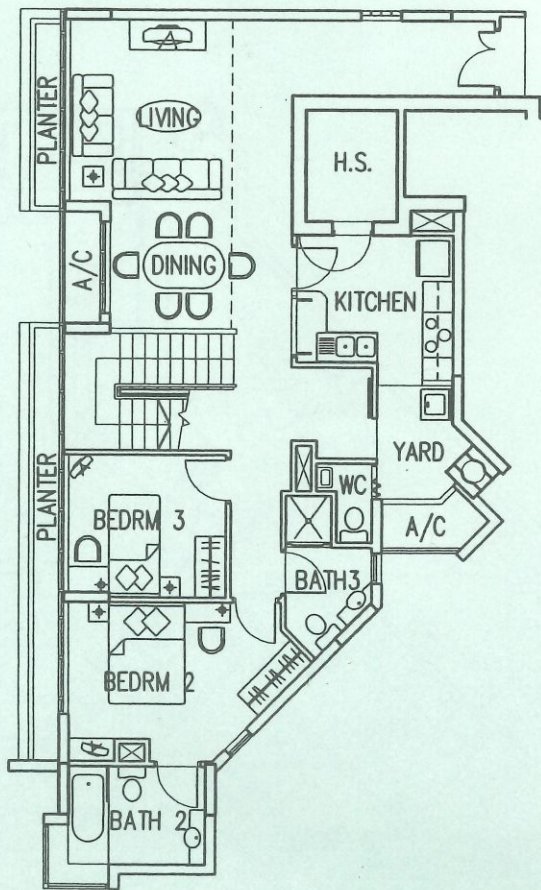 PLANTER
LIVING
H.S.
A/C
DINING
KITCHEN
YARD
PLANTER
BEDRM 3
WC
A/C
BATH3
BEDRM 2
BATH 2